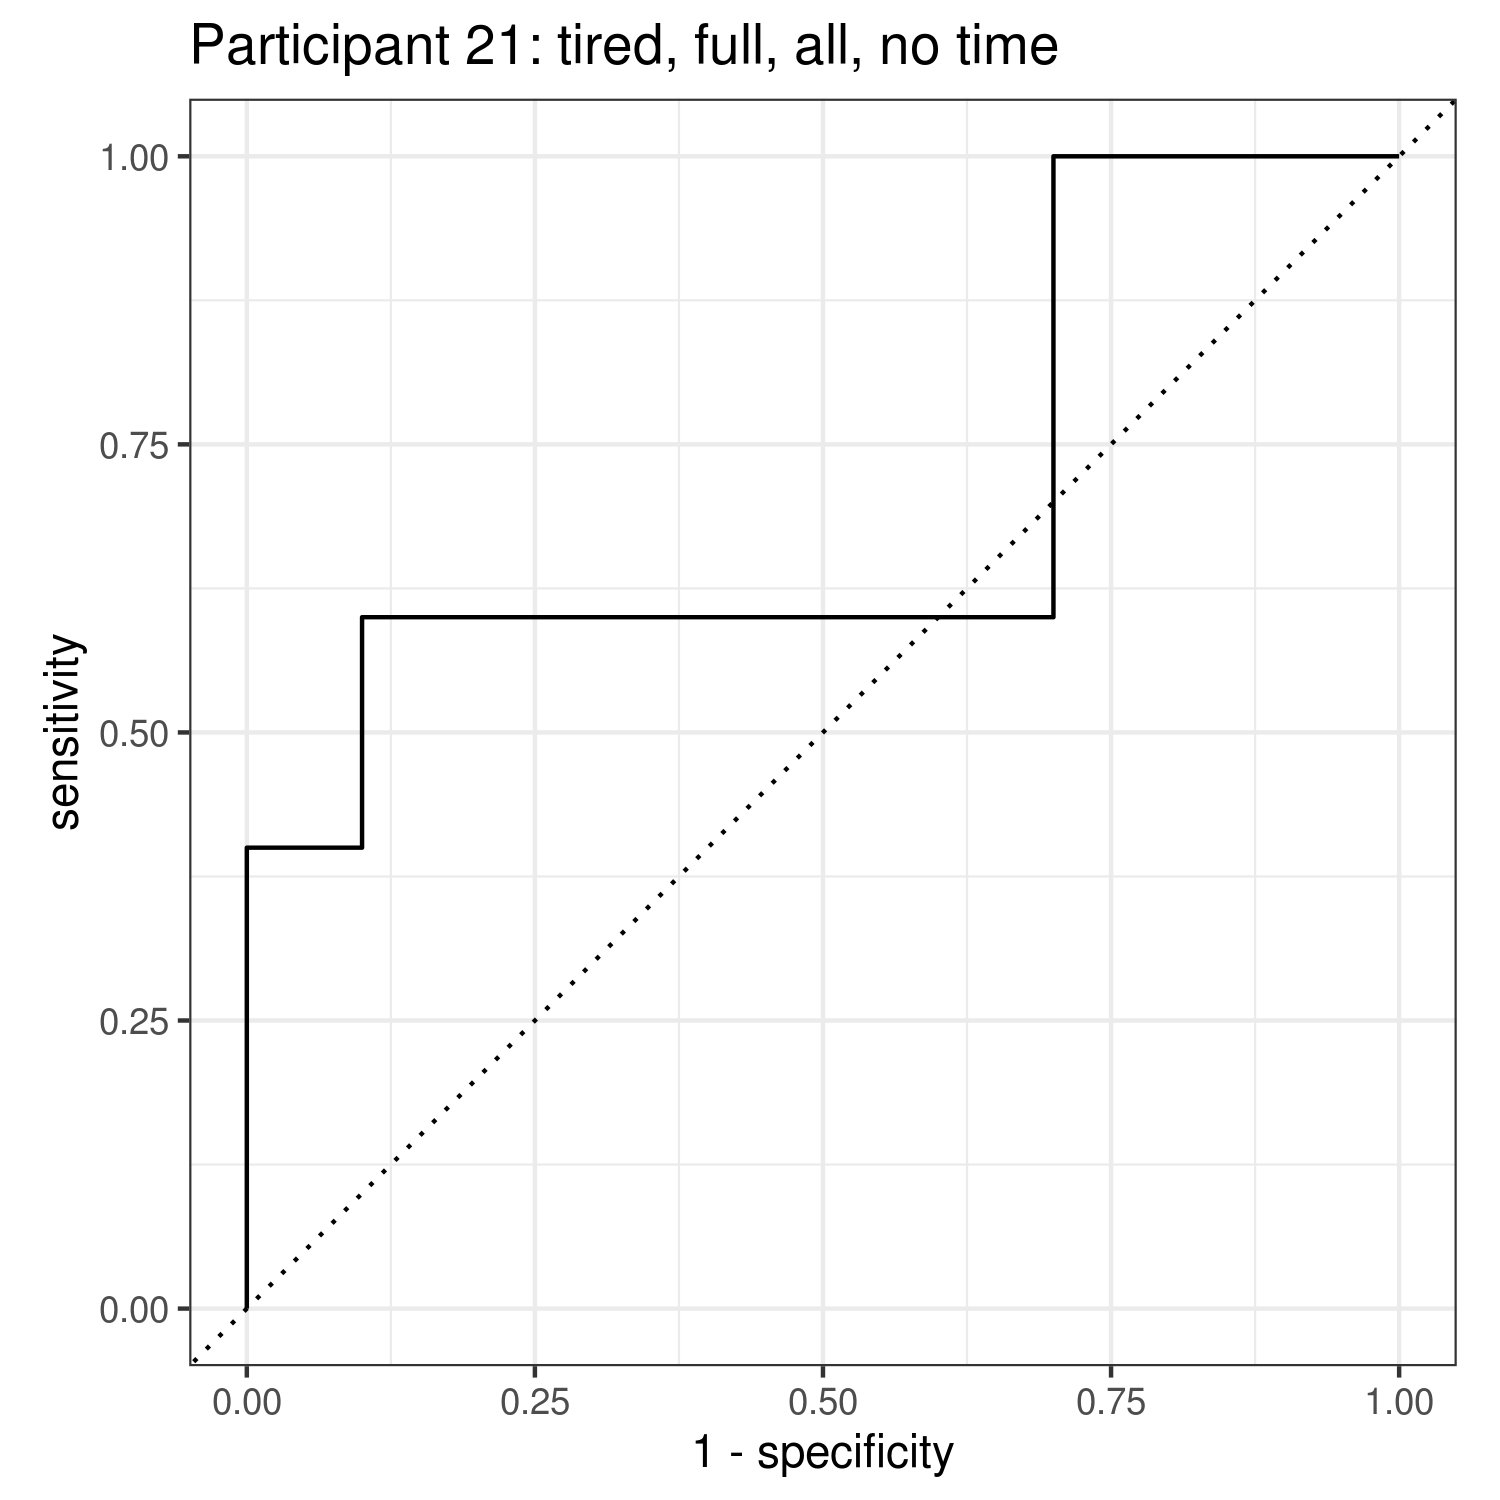 Participant 21: tired, full, all, no time
1.00
0.75
0.50
0.25
0.00
sensitivity
0.00 0.25 0.50 0.75 1.00
1 - specificity